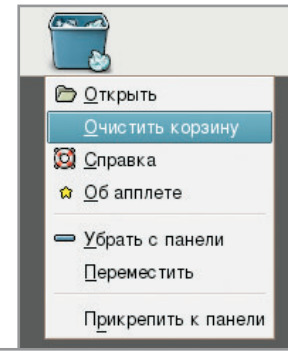 Открыть
Очистить корзину
Справка
Об апплете
Убрать с панели
Переместить
Прикрепить к панели